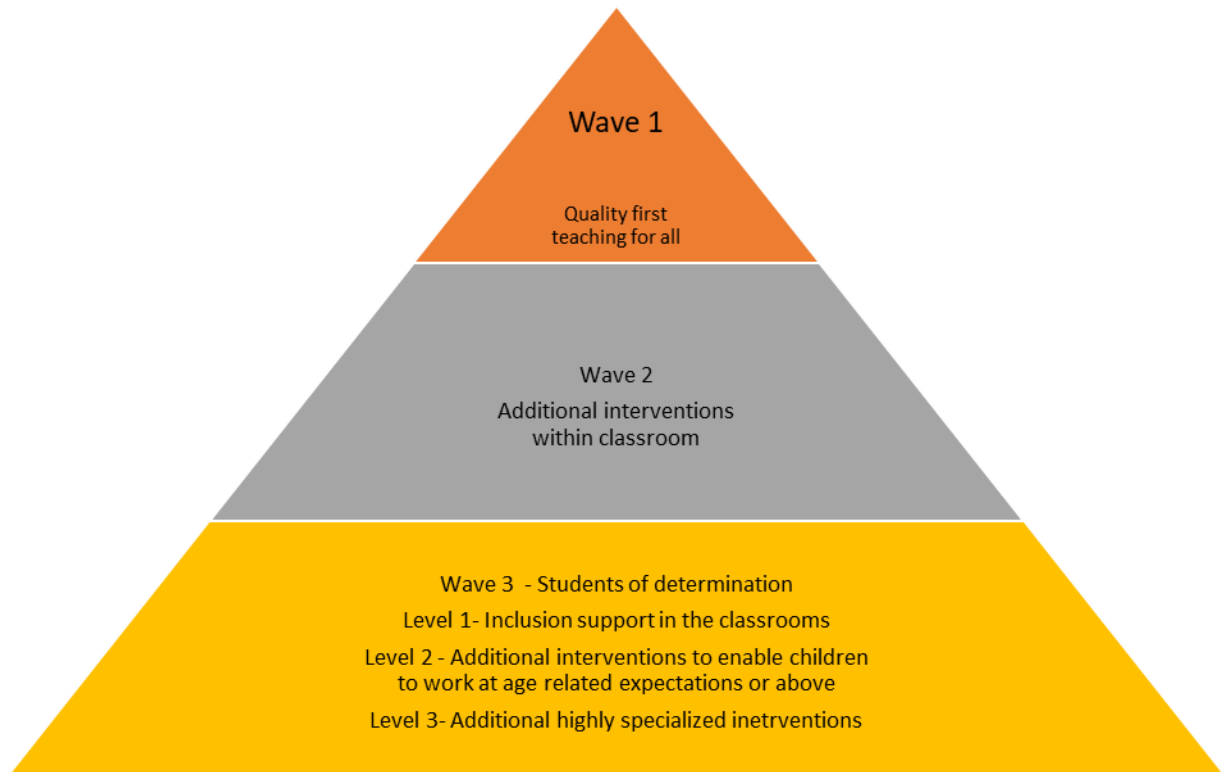 Wave 1
Quality first
teaching for all
Wave 2
Additional interventions
within classroom
Wave 3 - Students of determination
Level 1- Inclusion support in the classrooms
Level 2 - Additional interventions to enable children
to work at age related expectations or above
Level 3- Additional highly specialized inetrventions